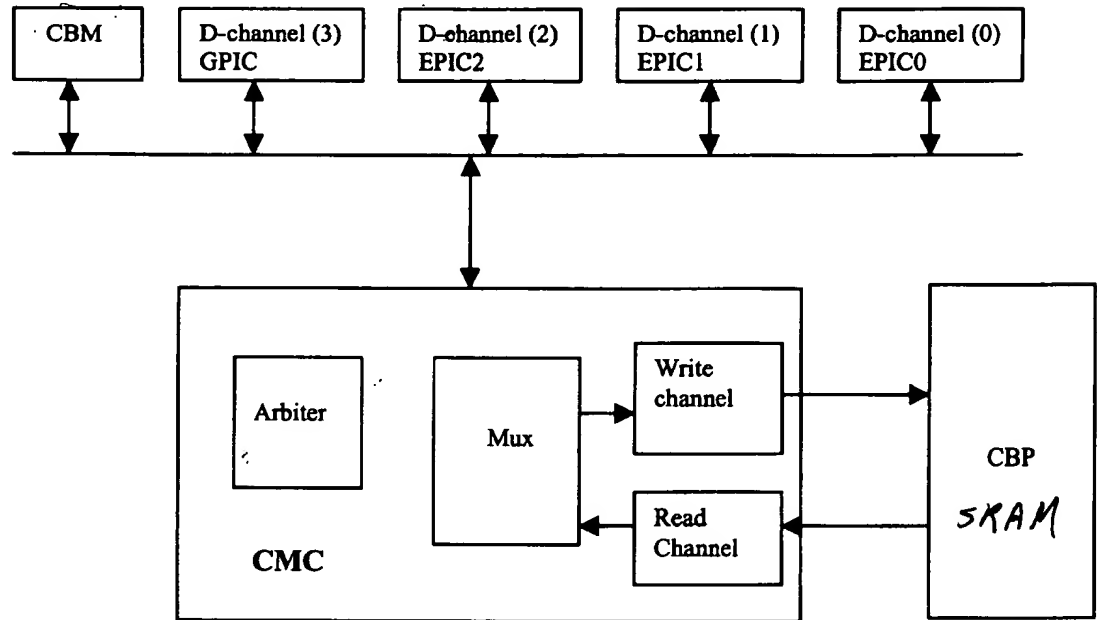 CBM
D-channel (3)
GPIC
D-channel (2)
EPIC2
D-channel (1)
EPIC1
D-channel (0)
EPIC0
Arbiter
Mux
Write
channel
Read
Channel
CMC
CBP
SRAM